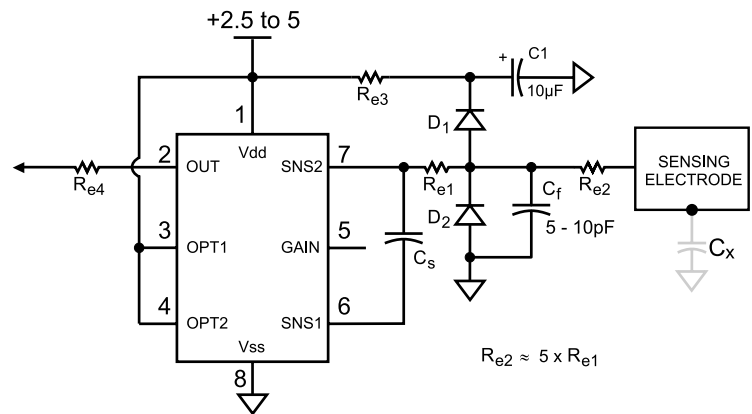 +2.5 to 5
+ C1
10µF
Re3
D1
1
Vdd
2 OUT
SNS2 7
Re4
Re1
Re2
SENSING
ELECTRODE
D2
Cf
5 - 10pF
3 OPT1
GAIN 5
Cs
Cx
4 OPT2
SNS1 6
Vss
8
Re2 ≈ 5 x Re1